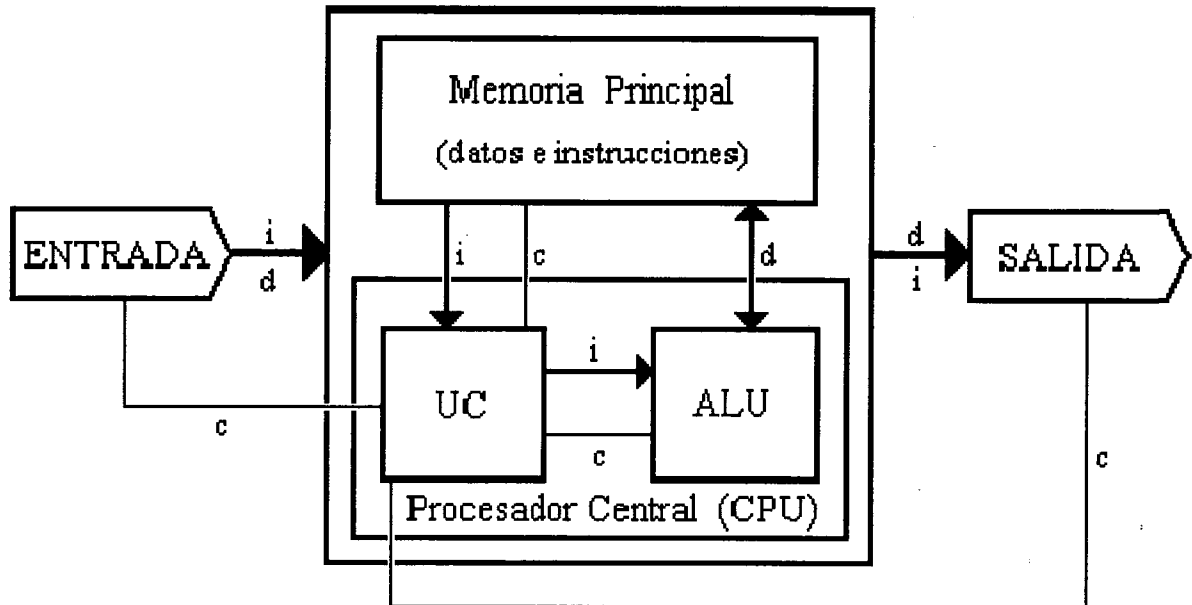 Memoria Principal
(datos e instrucciones)
ENTRADA
i
d
i
c
d
d
i
SALIDA
UC
i
c
ALU
c
c
Procesador Central (CPU)